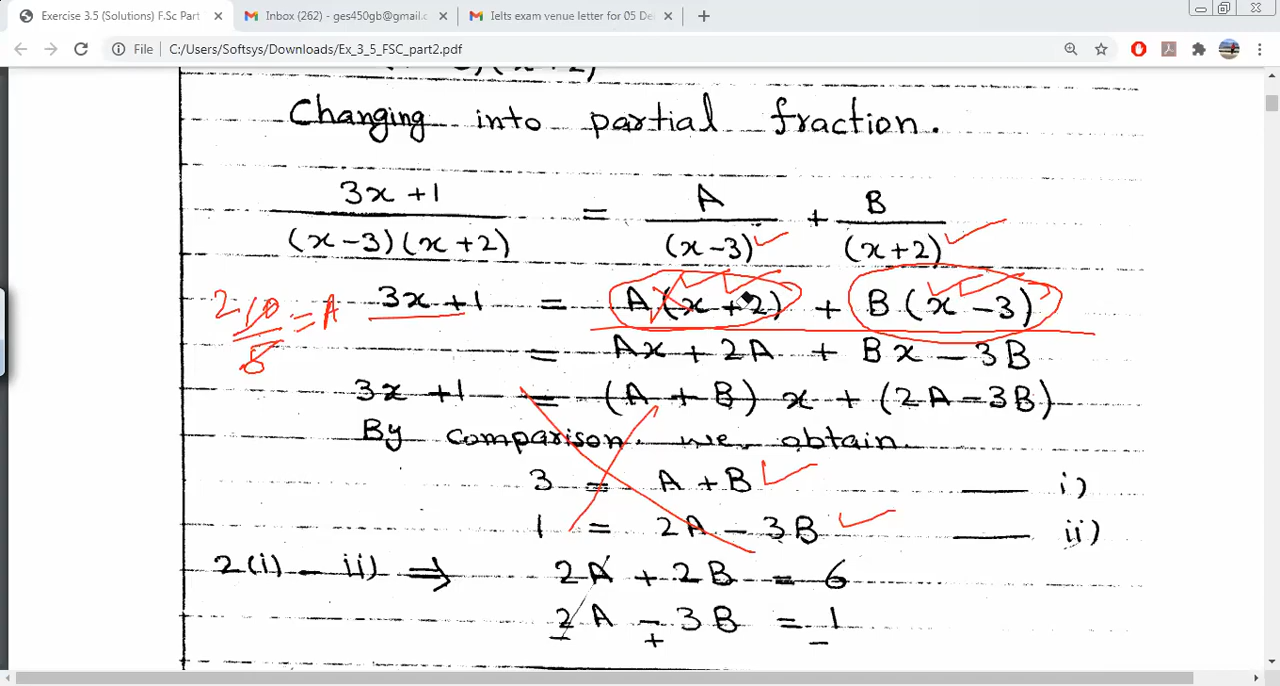 Exercise 3.5 (Solutions) F.Sc Part
Inbox (262) - ges450gb@gmail.c
Ielts exam venue letter for 05 De
File | C:/Users/Softsys/Downloads/Ex_3_5_FSC_part2.pdf
Changing into partial fraction.
3x+1 / (x-3)(x+2) = A / (x-3) + B / (x+2)
2 10 / 5 = A
3x+1 = A(x+2) + B(x-3)
= Ax + 2A + Bx - 3B
3x+1 = (A + B) x + (2A-3B)
By comparison we obtain
3 = A+B ___ i)
1 = 2A - 3B ___ ii)
2(i) - ii) ⇒ 2A + 2B = 6
2A - 3B = 1
- + -